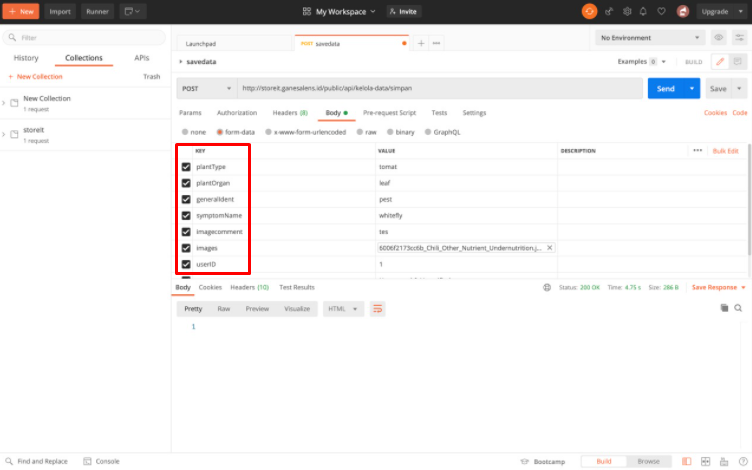 + New Import Runner My Workspace Invite Upgrade
Filter
History Collections APIs
+ New Collection Trash
New Collection
1 request
storeit
1 request
Launchpad POST savedata + ••• No Environment
savedata Examples 0 BUILD
POST http://storeit.ganesalens.id/public/api/kelola-data/simpan Send Save
Params Authorization Headers (8) Body Pre-request Script Tests Settings Cookies Code
none form-data x-www-form-urlencoded raw binary GraphQL
KEY VALUE DESCRIPTION ••• Bulk Edit
plantType tomat
plantOrgan leaf
generalIdent pest
symptomName whitefly
imagecomment tes
images 6006f2173cc6b_Chili_Other_Nutrient_Undernutrition.j... X
userID 1
Body Cookies Headers (10) Test Results Status: 200 OK Time: 4.75 s Size: 286 B Save Response
Pretty Raw Preview Visualize HTML
1
Find and Replace Console Bootcamp Build Browse